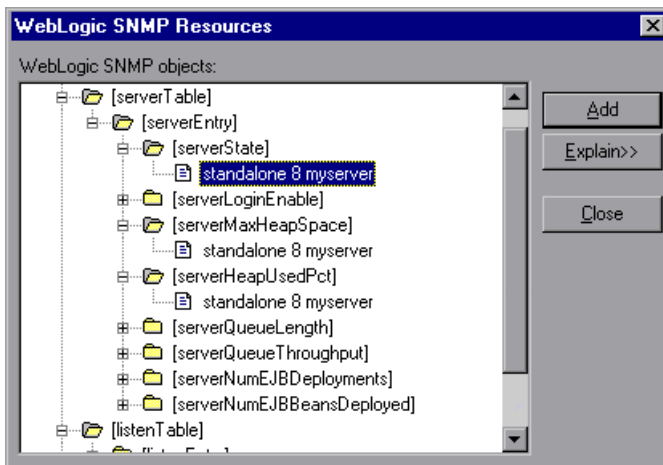 WebLogic SNMP Resources
WebLogic SNMP objects:
[serverTable]
[serverEntry]
[serverState]
standalone 8 myserver
[serverLoginEnable]
[serverMaxHeapSpace]
standalone 8 myserver
[serverHeapUsedPct]
standalone 8 myserver
[serverQueueLength]
[serverQueueThroughput]
[serverNumEJBDeployments]
[serverNumEJBBeansDeployed]
[listenTable]
Add
Explain>>
Close